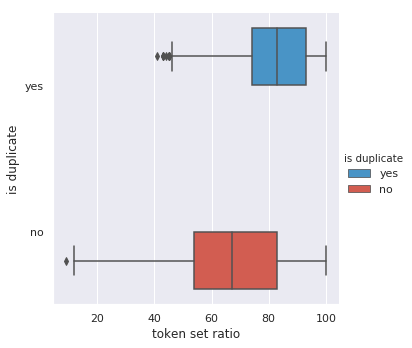 yes
no
is duplicate
20
40
60
80
100
token set ratio
is duplicate
yes
no